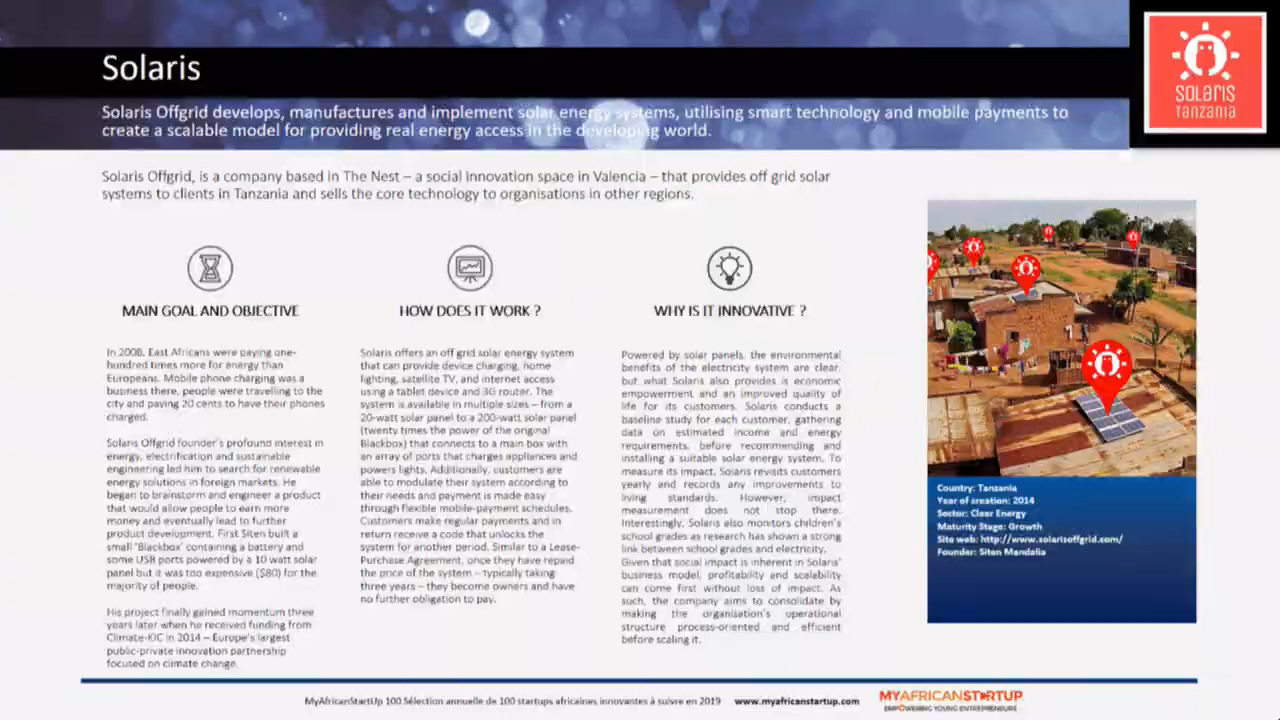 Solaris
SOLARIS
TANZANIA
Solaris Offgrid develops, manufactures and implement solar energy systems, utilising smart technology and mobile payments to
create a scalable model for providing real energy access in the developing world.
Solaris Offgrid, is a company based in The Nest – a social innovation space in Valencia – that provides off grid solar
systems to clients in Tanzania and sells the core technology to organisations in other regions.
MAIN GOAL AND OBJECTIVE
In 2008, East Africans were paying one-
hundred times more for energy than
Europeans. Mobile phone charging was a
business there, people were travelling to the
city and paying 20 cents to have their phones
charged.
Solaris Offgrid founder's profound interest in
energy, electrification and sustainable
engineering led him to search for renewable
energy solutions in foreign markets. He
began to brainstorm and engineer a product
that would allow people to earn more
money and eventually lead to further
product development. First Siten built a
small 'Blackbox' containing a battery and
some USB ports powered by a 10 watt solar
panel but it was too expensive ($80) for the
majority of people.
His project finally gained momentum three
years later when he received funding from
Climate-KIC in 2014 – Europe's largest
public-private innovation partnership
focused on climate change.
HOW DOES IT WORK ?
Solaris offers an off grid solar energy system
that can provide device charging, home
lighting, satellite TV, and internet access
using a tablet device and 3G router. The
system is available in multiple sizes – from a
20-watt solar panel to a 200-watt solar panel
(twenty times the power of the original
Blackbox) that connects to a main box with
an array of ports that charges appliances and
powers lights. Additionally, customers are
able to modulate their system according to
their needs and payment is made easy
through flexible mobile-payment schedules.
Customers make regular payments and in
return receive a code that unlocks the
system for another period. Similar to a Lease-
Purchase Agreement, once they have repaid
the price of the system – typically taking
three years – they become owners and have
no further obligation to pay.
WHY IS IT INNOVATIVE ?
Powered by solar panels, the environmental
benefits of the electricity system are clear,
but what Solaris also provides is economic
empowerment and an improved quality of
life for its customers. Solaris conducts a
baseline study for each customer, gathering
data on estimated income and energy
requirements, before recommending and
installing a suitable solar energy system. To
measure its impact, Solaris revisits customers
yearly and records any improvements to
living standards. However, impact
measurement does not stop there.
Interestingly, Solaris also monitors children's
school grades as research has shown a strong
link between school grades and electricity.
Given that social impact is inherent in Solaris'
business model, profitability and scalability
can come first without loss of impact. As
such, the company aims to consolidate by
making the organisation's operational
structure process-oriented and efficient
before scaling it.
Country: Tanzania
Year of creation: 2014
Sector: Clear Energy
Maturity Stage: Growth
Site web: http://www.solarisoffgrid.com/
Founder: Siten Mandalia
MyAfricanStartUp 100 Sélection annuelle de 100 startups africaines innovantes à suivre en 2019 www.myafricanstartup.com
MYAFRICANSTARTUP
EMPOWERING YOUNG ENTREPRENEURS